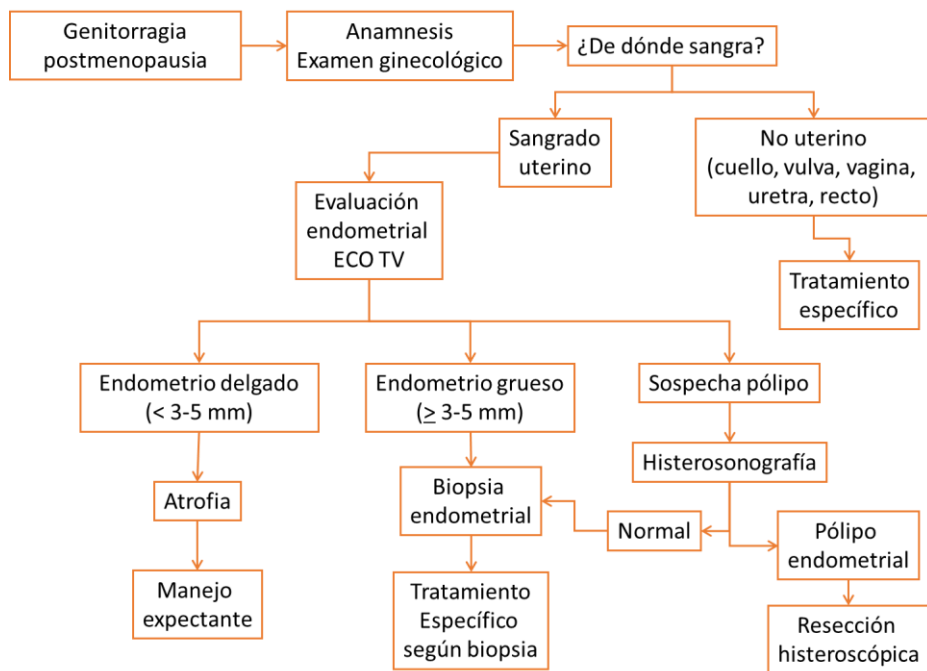 Genitorragia
postmenopausia
Anamnesis
Examen ginecológico
¿De dónde sangra?
Sangrado
uterino
No uterino
(cuello, vulva, vagina,
uretra, recto)
Evaluación
endometrial
ECO TV
Tratamiento
específico
Endometrio delgado
(< 3-5 mm)
Endometrio grueso
(≥ 3-5 mm)
Sospecha pólipo
Histerosonografía
Atrofia
Biopsia
endometrial
Normal
Pólipo
endometrial
Manejo
expectante
Tratamiento
Específico
según biopsia
Resección
histeroscópica